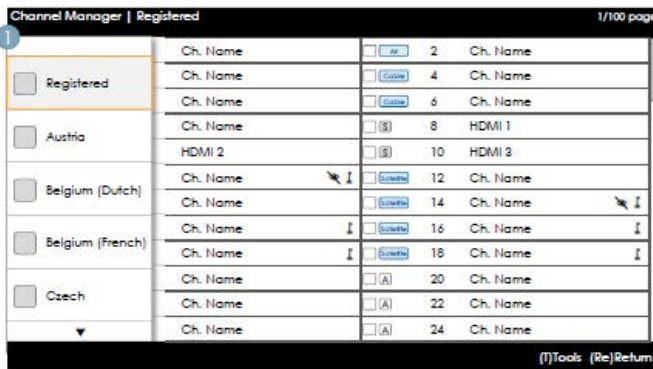 Channel Manager | Registered 1/100 page
1
Registered
Austria
Belgium (Dutch)
Belgium (French)
Czech
▼
Ch. Name Air 2 Ch. Name
Ch. Name Cable 4 Ch. Name
Ch. Name Cable 6 Ch. Name
Ch. Name S 8 HDMI 1
HDMI 2 S 10 HDMI 3
Ch. Name Satellite 12 Ch. Name
Ch. Name Satellite 14 Ch. Name
Ch. Name Satellite 16 Ch. Name
Ch. Name Satellite 18 Ch. Name
Ch. Name A 20 Ch. Name
Ch. Name A 22 Ch. Name
Ch. Name A 24 Ch. Name
(T)Tools (Re)Return